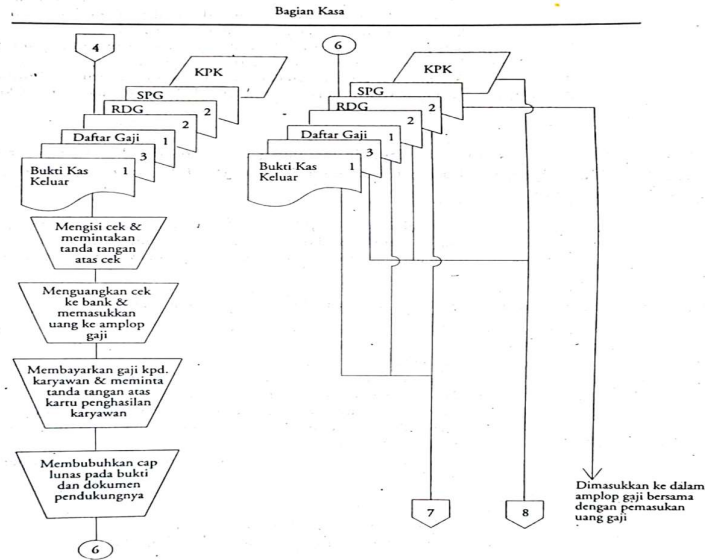 Bagian Kasa
4
KPK
SPG
RDG
2
2
Daftar Gaji
1
3
Bukti Kas
Keluar
1
Mengisi cek &
memintakan
tanda tangan
atas cek
Menguangkan cek
ke bank &
memasukkan
uang ke amplop
gaji
Membayarkan gaji kpd.
karyawan & meminta
tanda tangan atas
kartu penghasilan
karyawan
Membubuhkan cap
lunas pada bukti
dan dokumen
pendukungnya
6
6
KPK
SPG
RDG
2
2
Daftar Gaji
1
3
Bukti Kas
Keluar
1
7
8
Dimasukkan ke dalam
amplop gaji bersama
dengan pemasukan
uang gaji